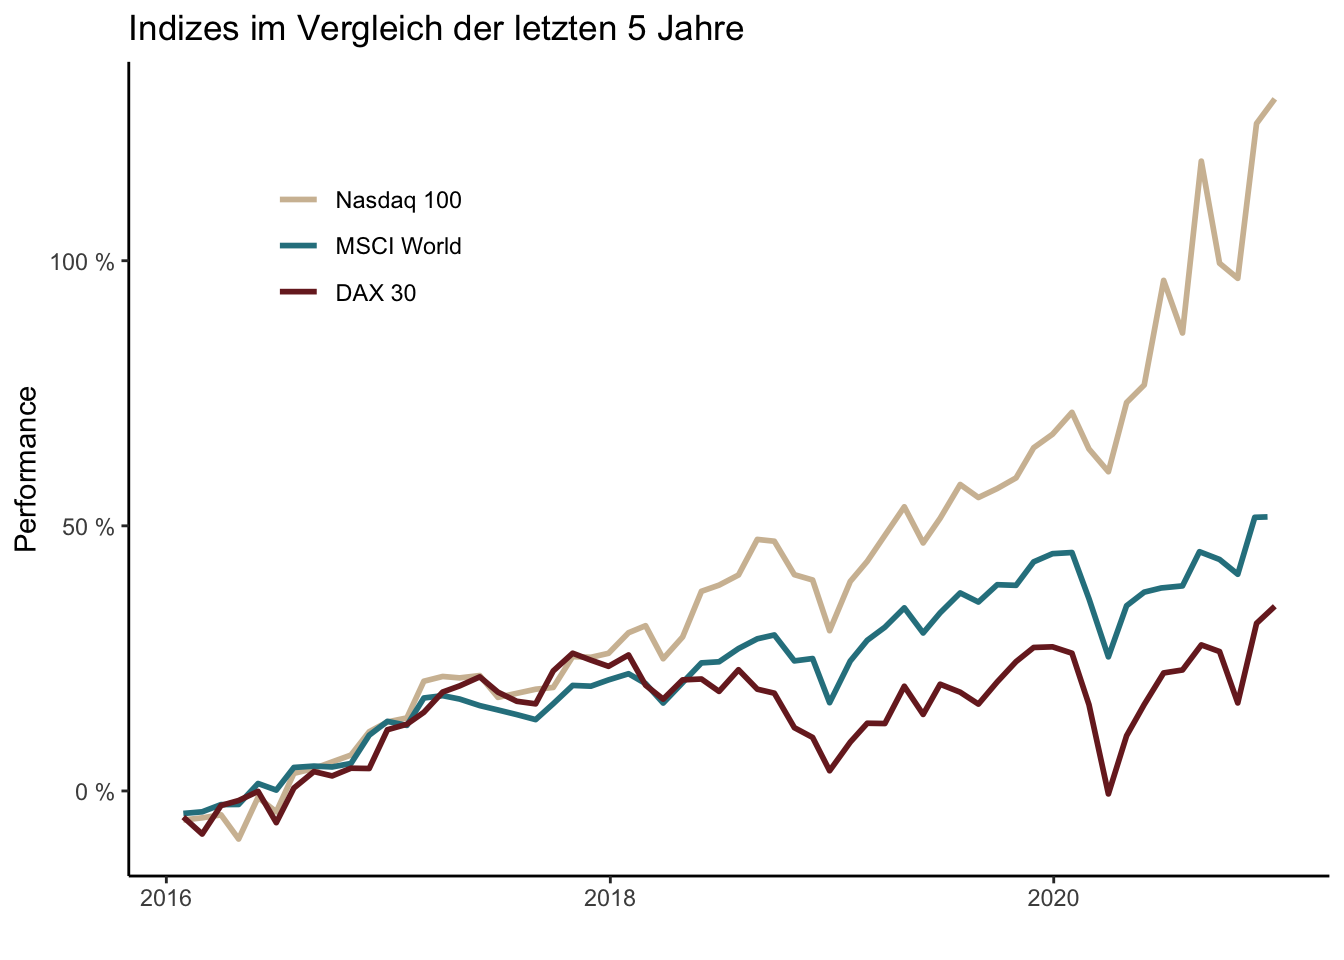 Indizes im Vergleich der letzten 5 Jahre
Nasdaq 100
MSCI World
DAX 30
Performance
100 %
50 %
0 %
2016
2018
2020